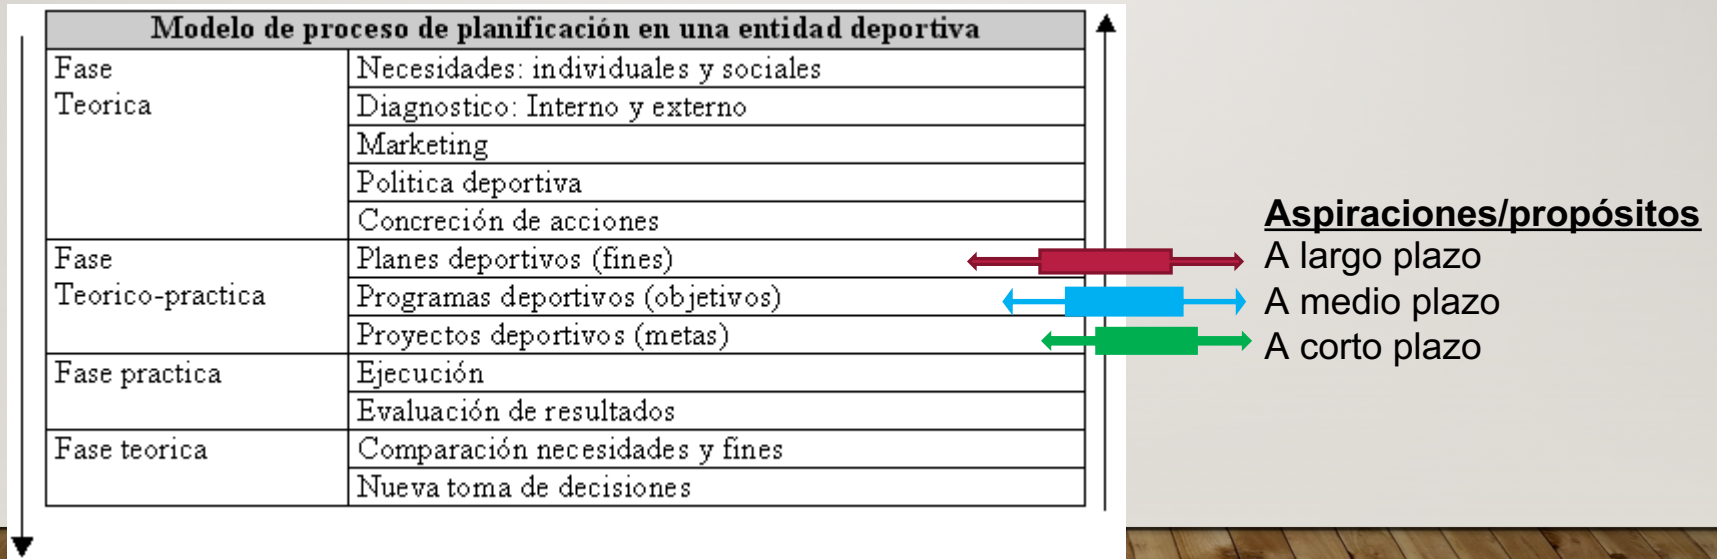 Modelo de proceso de planificación en una entidad deportiva
Fase
Teorica
Necesidades: individuales y sociales
Diagnostico: Interno y externo
Marketing
Politica deportiva
Concreción de acciones
Fase
Teorico-practica
Planes deportivos (fines)
Programas deportivos (objetivos)
Proyectos deportivos (metas)
Fase practica
Ejecución
Evaluación de resultados
Fase teorica
Comparación necesidades y fines
Nueva toma de decisiones
Aspiraciones/propósitos
A largo plazo
A medio plazo
A corto plazo